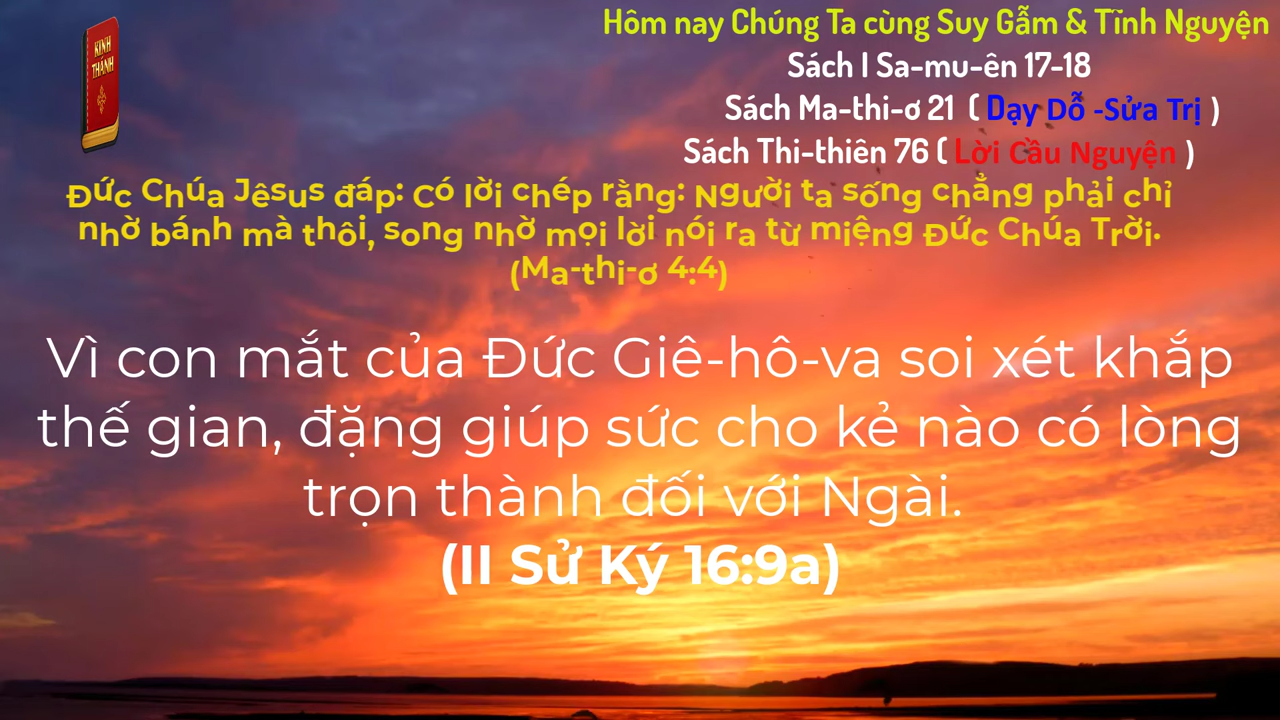 KINH
THÁNH
Hôm nay Chúng Ta cùng Suy Gẫm & Tĩnh Nguyện
Sách I Sa-mu-ên 17-18
Sách Ma-thi-ơ 21 ( Dạy Dỗ -Sửa Trị )
Sách Thi-thiên 76 ( Lời Cầu Nguyện )
Đức Chúa Jêsus đáp: Có lời chép rằng: Người ta sống chẳng phải chỉ
nhờ bánh mà thôi, song nhờ mọi lời nói ra từ miệng Đức Chúa Trời.
(Ma-thi-ơ 4:4)
Vì con mắt của Đức Giê-hô-va soi xét khắp
thế gian, đặng giúp sức cho kẻ nào có lòng
trọn thành đối với Ngài.
(II Sử Ký 16:9a)